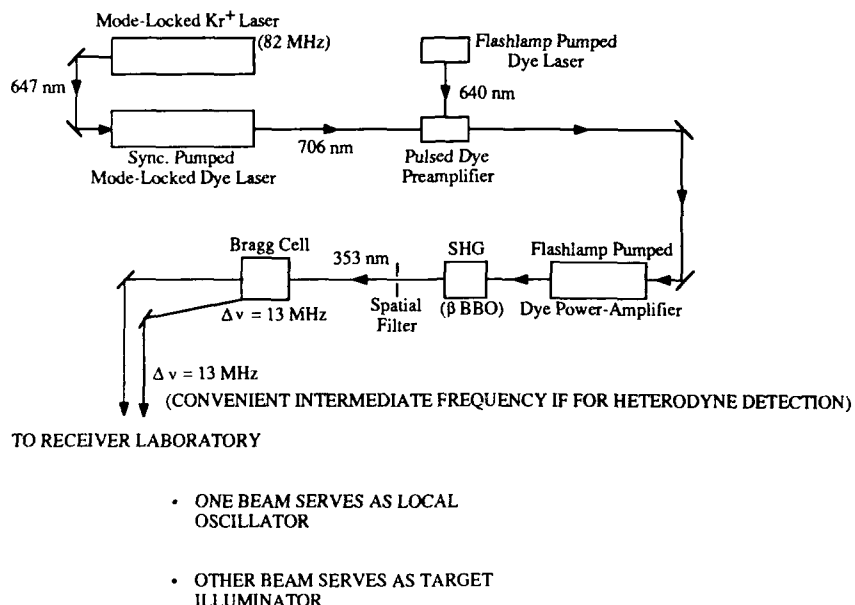 Mode-Locked Kr+ Laser
(82 MHz)
Flashlamp Pumped
Dye Laser
647 nm
640 nm
706 nm
Sync. Pumped
Mode-Locked Dye Laser
Pulsed Dye
Preamplifier
Bragg Cell
353 nm
SHG
Flashlamp Pumped
Spatial
Filter
(β BBO)
Dye Power-Amplifier
Δ ν = 13 MHz
Δ ν = 13 MHz
(CONVENIENT INTERMEDIATE FREQUENCY IF FOR HETERODYNE DETECTION)
TO RECEIVER LABORATORY
• ONE BEAM SERVES AS LOCAL
OSCILLATOR
• OTHER BEAM SERVES AS TARGET
ILLUMINATOR